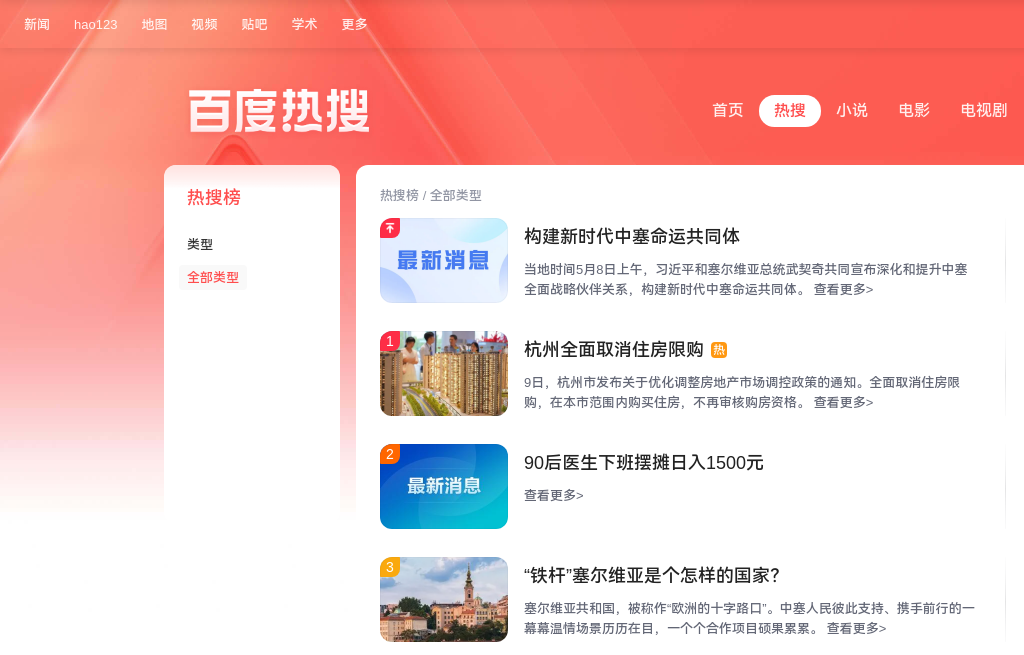 新闻 hao123 地图 视频 贴吧 学术 更多
百度热搜
首页 热搜 小说 电影 电视剧
热搜榜
类型
全部类型
热搜榜 / 全部类型
最新消息
构建新时代中塞命运共同体
当地时间5月8日上午，习近平和塞尔维亚总统武契奇共同宣布深化和提升中塞
全面战略伙伴关系，构建新时代中塞命运共同体。 查看更多>
1
杭州全面取消住房限购 热
9日，杭州市发布关于优化调整房地产市场调控政策的通知。全面取消住房限
购，在本市范围内购买住房，不再审核购房资格。 查看更多>
2
最新消息
90后医生下班摆摊日入1500元
查看更多>
3
“铁杆”塞尔维亚是个怎样的国家？
塞尔维亚共和国，被称作“欧洲的十字路口”。中塞人民彼此支持、携手前行的一
幕幕温情场景历历在目，一个个合作项目硕果累累。 查看更多>